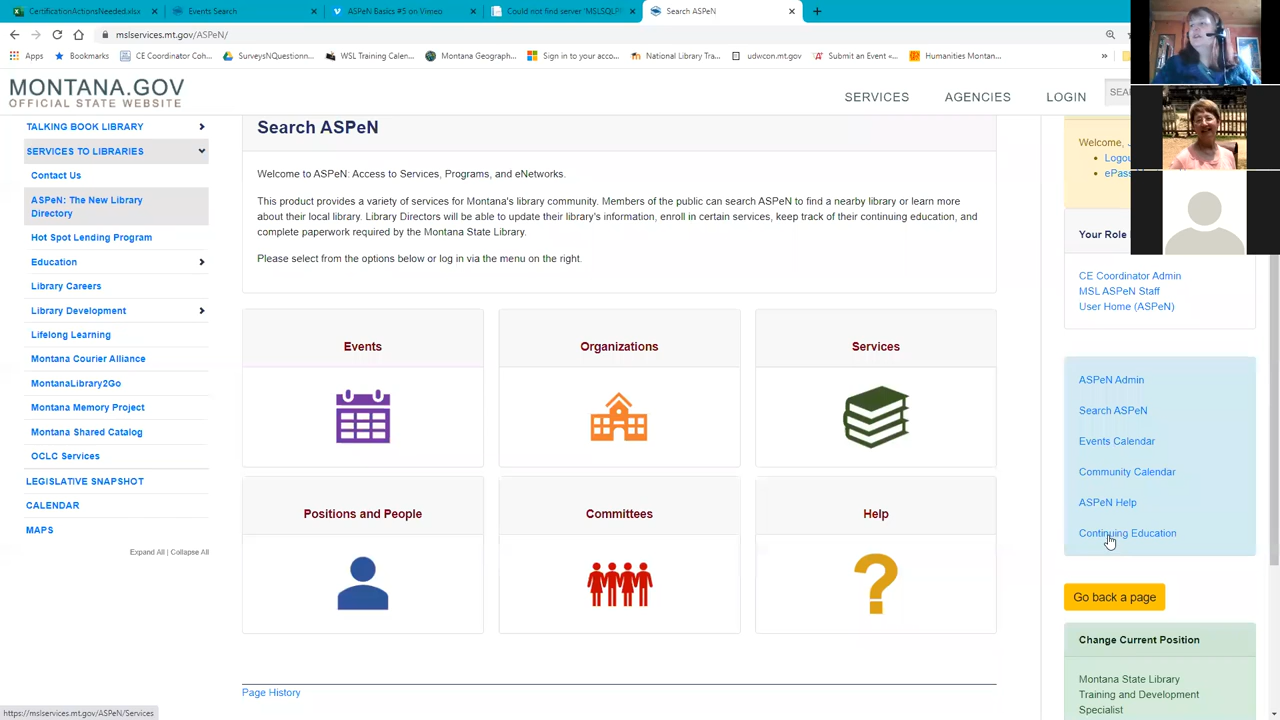 CertificationActionsNeeded.xlsx
Events Search
ASPeN Basics #5 on Vimeo
Could not find server 'MSLSQLP
Search ASPeN
mslservices.mt.gov/ASPeN/
Apps
Bookmarks
CE Coordinator Coh...
SurveysNQuestionn...
WSL Training Calen...
Montana Geograph...
Sign in to your acco...
National Library Tra...
udwcon.mt.gov
Submit an Event «...
Humanities Montan...
MONTANA.GOV
OFFICIAL STATE WEBSITE
SERVICES
AGENCIES
LOGIN
SEA
TALKING BOOK LIBRARY
SERVICES TO LIBRARIES
Contact Us
ASPeN: The New Library
Directory
Hot Spot Lending Program
Education
Library Careers
Library Development
Lifelong Learning
Montana Courier Alliance
MontanaLibrary2Go
Montana Memory Project
Montana Shared Catalog
OCLC Services
LEGISLATIVE SNAPSHOT
CALENDAR
MAPS
Expand All | Collapse All
Search ASPeN
Welcome to ASPeN: Access to Services, Programs, and eNetworks.
This product provides a variety of services for Montana's library community. Members of the public can search ASPeN to find a nearby library or learn more
about their local library. Library Directors will be able to update their library's information, enroll in certain services, keep track of their continuing education, and
complete paperwork required by the Montana State Library.
Please select from the options below or log in via the menu on the right.
Events
Organizations
Services
Positions and People
Committees
Help
Page History
Welcome, J
Logou
ePas
Your Role
CE Coordinator Admin
MSL ASPeN Staff
User Home (ASPeN)
ASPeN Admin
Search ASPeN
Events Calendar
Community Calendar
ASPeN Help
Continuing Education
Go back a page
Change Current Position
Montana State Library
Training and Development
Specialist
https://mslservices.mt.gov/ASPeN/Services